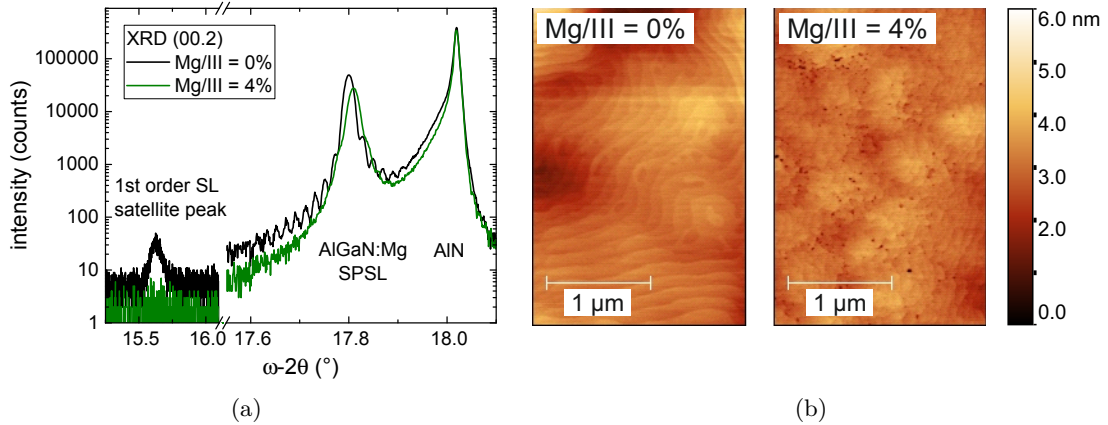 XRD (00.2)
Mg/III = 0%
Mg/III = 4%
100000
10000
1000
100
10
1
intensity (counts)
1st order SL
satellite peak
AlGaN:Mg
SPSL
AlN
15.5
16.0
17.6
17.8
18.0
ω-2θ (°)
(a)
Mg/III = 0%
1 µm
Mg/III = 4%
1 µm
6.0 nm
5.0
4.0
3.0
2.0
1.0
0.0
(b)